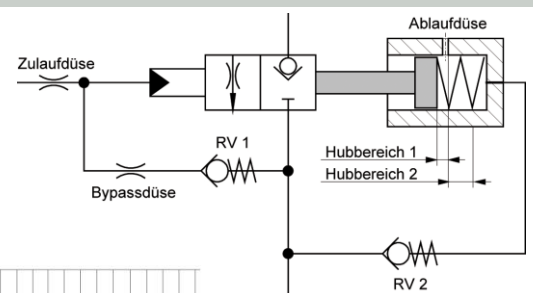 Ablaufdüse
Zulaufdüse
RV 1
Hubbereich 1
Hubbereich 2
Bypassdüse
RV 2